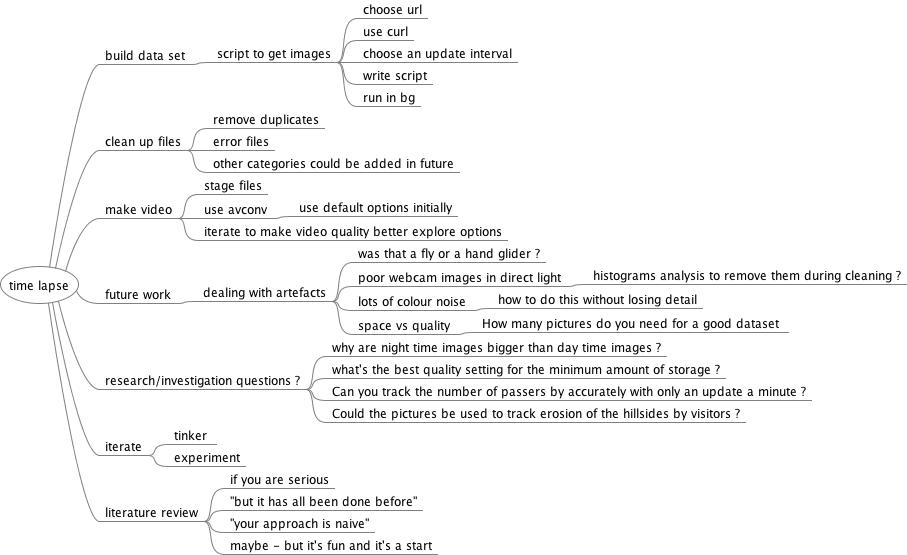 time lapse
build data set
script to get images
choose url
use curl
choose an update interval
write script
run in bg
clean up files
remove duplicates
error files
other categories could be added in future
make video
stage files
use avconv
use default options initially
iterate to make video quality better explore options
future work
dealing with artefacts
was that a fly or a hand glider ?
poor webcam images in direct light
histograms analysis to remove them during cleaning ?
lots of colour noise
how to do this without losing detail
space vs quality
How many pictures do you need for a good dataset
research/investigation questions ?
why are night time images bigger than day time images ?
what's the best quality setting for the minimum amount of storage ?
Can you track the number of passers by accurately with only an update a minute ?
Could the pictures be used to track erosion of the hillsides by visitors ?
iterate
tinker
experiment
literature review
if you are serious
"but it has all been done before"
"your approach is naive"
maybe - but it's fun and it's a start